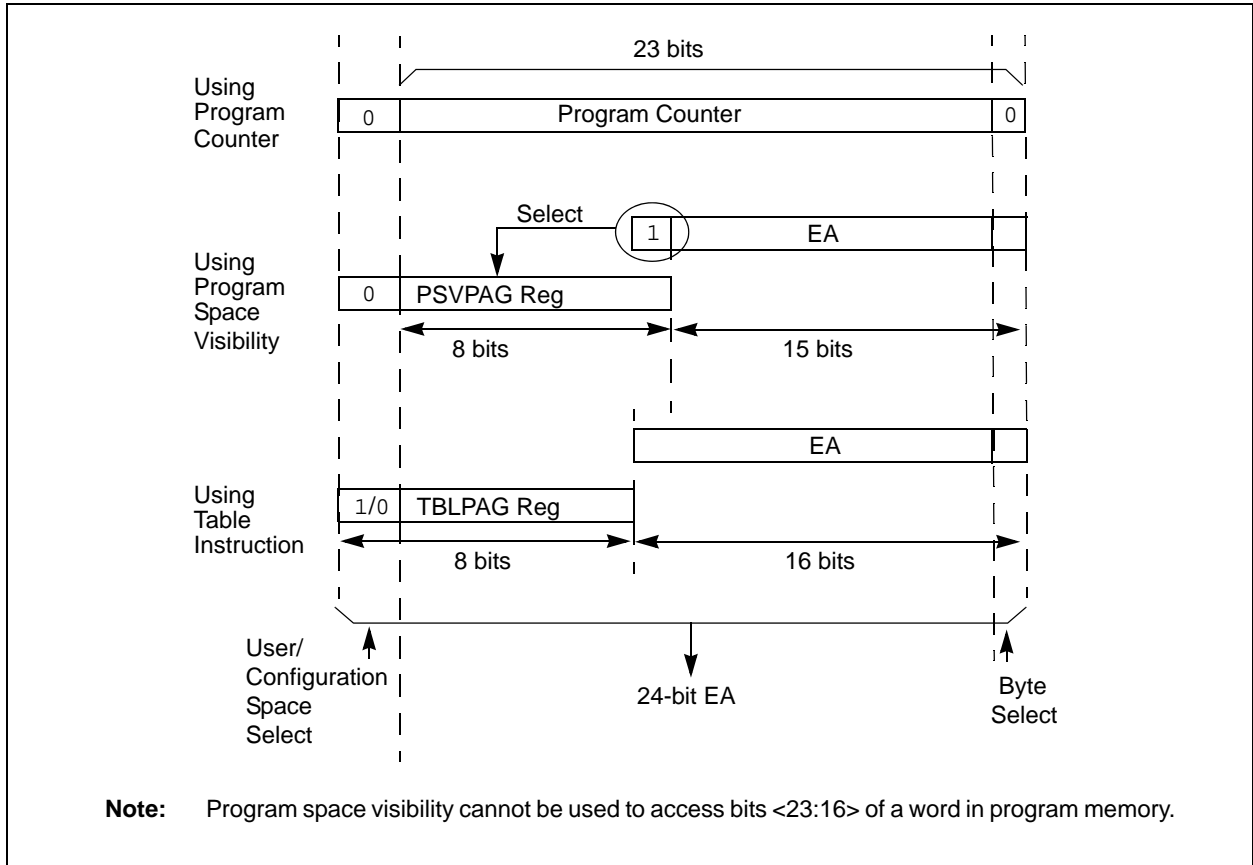 23 bits
Using
Program
Counter
0
Program Counter
0
Select
1
EA
Using
Program
Space
Visibility
0
PSVPAG Reg
8 bits
15 bits
EA
Using
Table
Instruction
1/0
TBLPAG Reg
8 bits
16 bits
User/
Configuration
Space
Select
24-bit EA
Byte
Select
Note: Program space visibility cannot be used to access bits <23:16> of a word in program memory.